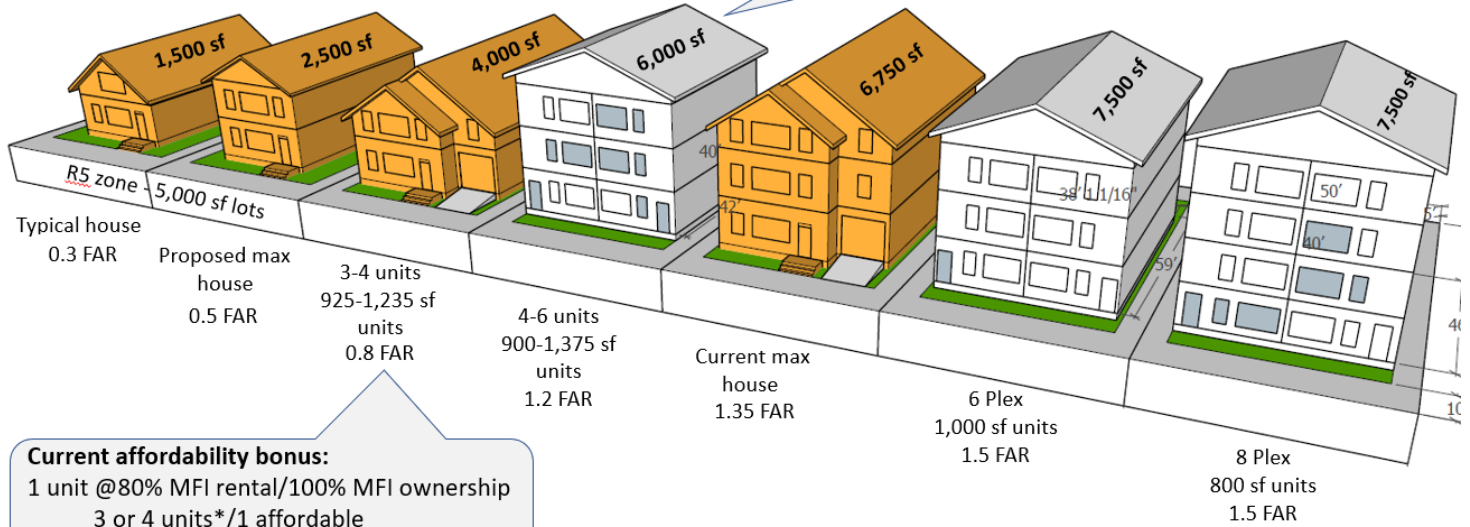 1,500 sf
2,500 sf
4,000 sf
6,000 sf
6,750 sf
7,500 sf
7,500 sf
40'
42'
38' 1 1/16"
59'
50'
40'
5'
46
10
R5 zone - 5,000 sf lots
Typical house
0.3 FAR
Proposed max
house
0.5 FAR
3-4 units
925-1,235 sf
units
0.8 FAR
4-6 units
900-1,375 sf
units
1.2 FAR
Current max
house
1.35 FAR
6 Plex
1,000 sf units
1.5 FAR
8 Plex
800 sf units
1.5 FAR
Current affordability bonus:
1 unit @80% MFI rental/100% MFI ownership
3 or 4 units*/1 affordable